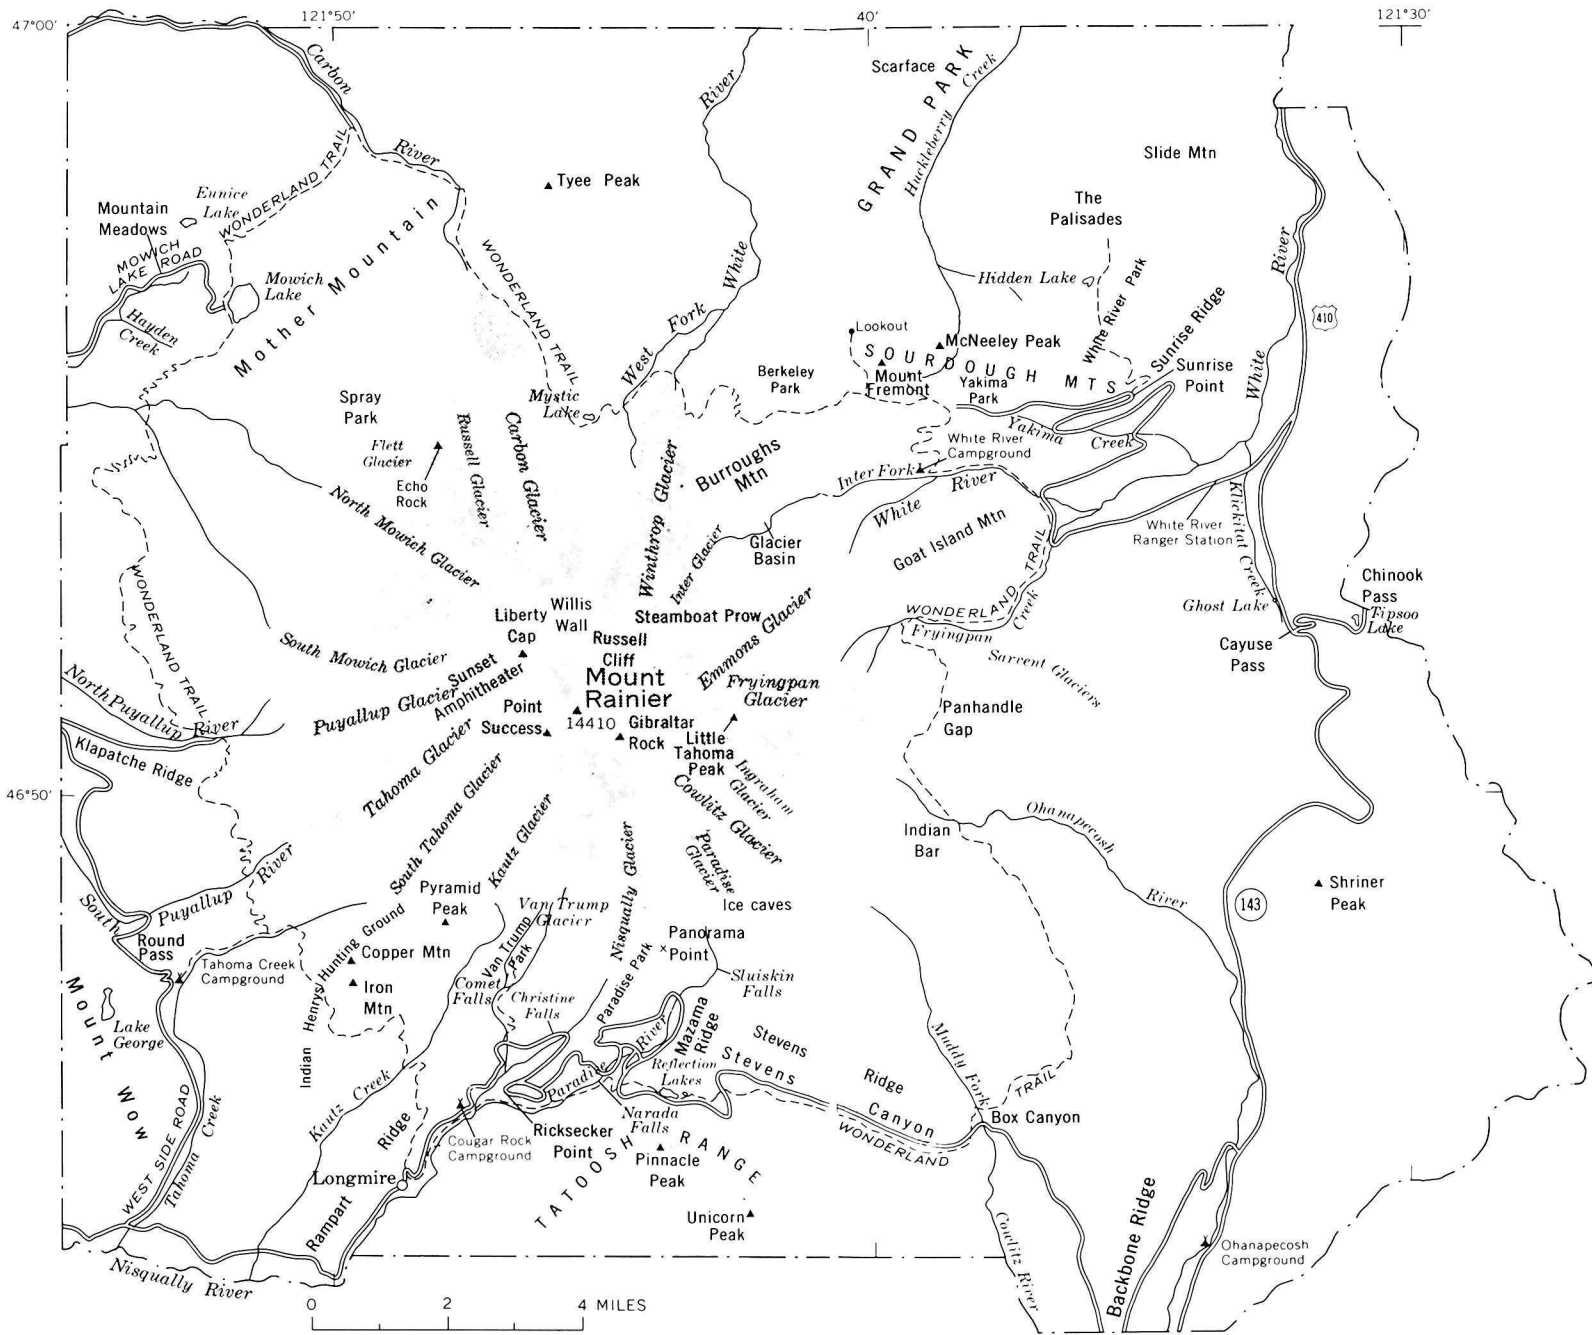 121°50'
40'
121°30'
47°00'
Carbon
River
River
Scarface
GRAND PARK
Creek
Huckleberry
Slide Mtn
WONDERLAND TRAIL
Tyee Peak
Eunice
Lake
Mountain
Meadows
MOWICH
LAKE ROAD
Mowich
Lake
Hayden
Creek
Mother Mountain
WONDERLAND TRAIL
West
Fork
White
The
Palisades
Hidden Lake
White River Park
River
410
White
Lookout
SOURDOUGH MTS
McNeeley Peak
Mount
Fremont
Yakima
Park
Sunrise Ridge
Sunrise
Point
Berkeley
Park
Mystic
Lake
Spray
Park
Flett
Glacier
Echo
Rock
Russell Glacier
Carbon Glacier
Winthrop Glacier
Burroughs
Mtn
Yakima
Creek
White River
Campground
Inter Fork
River
White
Goat Island Mtn
White River
Ranger Station
Klickitat Creek
North Mowich Glacier
Inter Glacier
Glacier
Basin
WONDERLAND TRAIL
Fryingpan
Creek
Ghost Lake
Chinook
Pass
Tipsoo
Lake
Cayuse
Pass
WONDERLAND TRAIL
South Mowich Glacier
Liberty
Cap
Willis
Wall
Steamboat Prow
Russell
Cliff
Emmons Glacier
Sarvent Glaciers
Sunset
Amphitheater
Mount
Rainier
14410
Fryingpan
Glacier
North Puyallup
River
Puyallup Glacier
Point
Success
Gibraltar
Rock
Little
Tahoma
Peak
Panhandle
Gap
Klapatche Ridge
46°50'
Tahoma Glacier
South Tahoma Glacier
Kautz Glacier
Nisqually Glacier
Cowlitz Glacier
Ingraham
Glacier
Paradise
Glacier
Indian
Bar
Ohanapecosh
River
Shriner
Peak
143
South
Puyallup
River
Round
Pass
Pyramid
Peak
Van Trump
Glacier
Ice caves
Tahoma Creek
Campground
Indian Henrys Hunting Ground
Copper Mtn
Iron
Mtn
Van Trump
Park
Comet
Falls
Christine
Falls
Paradise Park
Panorama
Point
Sluiskin
Falls
Mount Wow
Lake
George
Mazama
Ridge
River
Paradise
Reflection
Lakes
Stevens
Ridge
Stevens
Canyon
Muddy Fork
WONDERLAND
TRAIL
Box Canyon
Kautz Creek
WEST SIDE ROAD
Tahoma
Creek
Rampart
Ridge
Cougar Rock
Campground
Ricksecker
Point
Narada
Falls
TATOOSH RANGE
Pinnacle
Peak
Longmire
Unicorn
Peak
Cowlitz River
Backbone Ridge
Ohanapecosh
Campground
Nisqually River
0 2 4 MILES